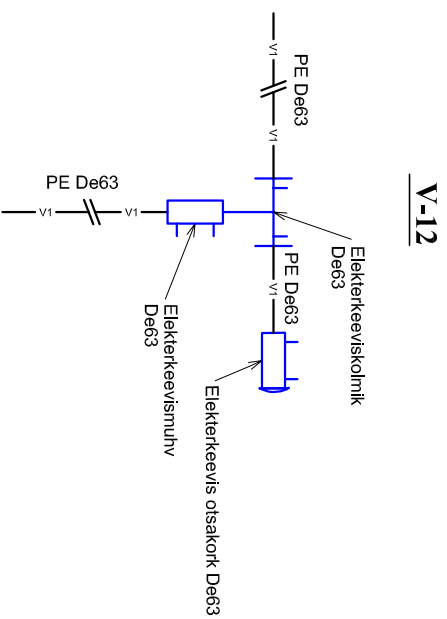 V-12
V1
PE De63
V1
Elekterkeeviskolmik
De63
PE De63
V1
PE De63
V1
V1
Elekterkeevismuhv
De63
Elekterkeevis otsakork De63